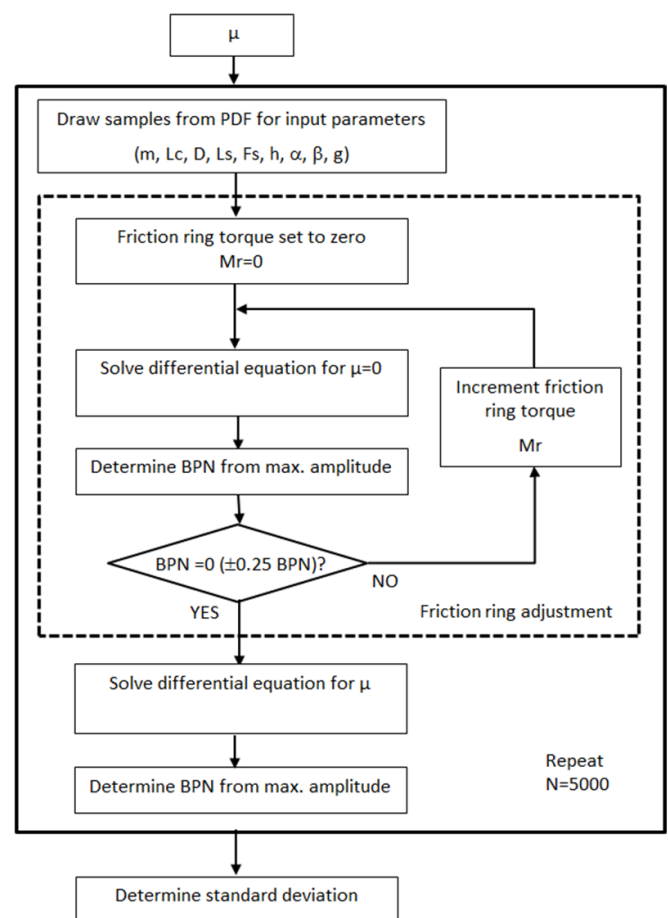 μ
Draw samples from PDF for input parameters
(m, Lc, D, Ls, Fs, h, α, β, g)
Friction ring torque set to zero
Mr=0
Solve differential equation for μ=0
Increment friction
ring torque
Mr
Determine BPN from max. amplitude
BPN =0 (±0.25 BPN)?
NO
YES
Friction ring adjustment
Solve differential equation for μ
Repeat
N=5000
Determine BPN from max. amplitude
Determine standard deviation